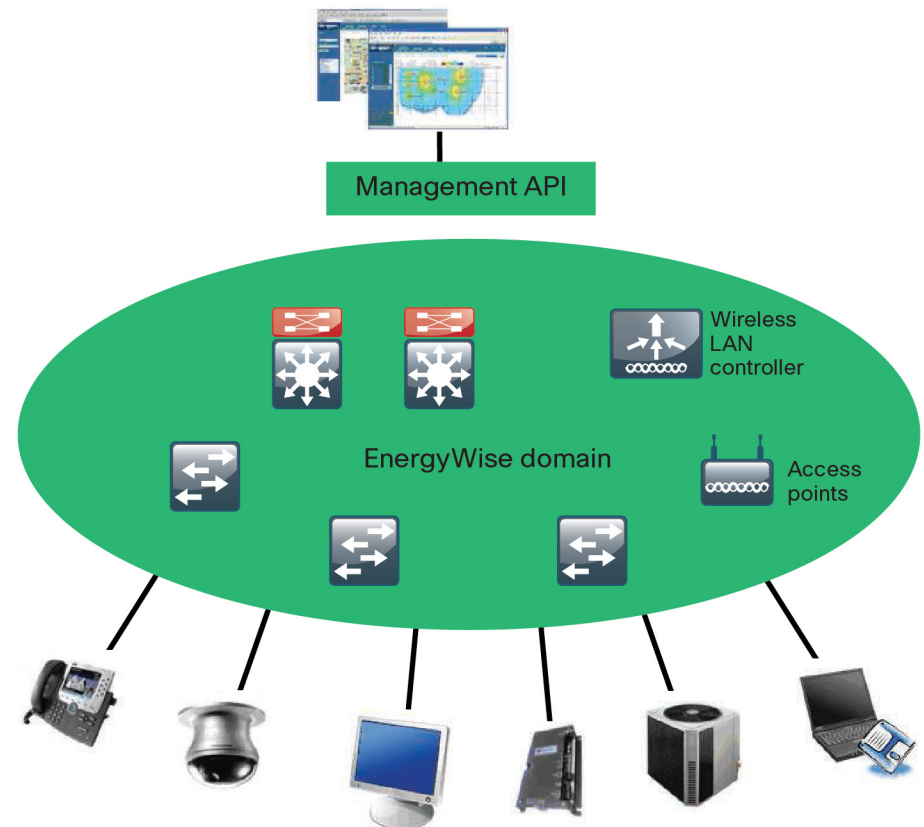 Management API
Wireless
LAN
controller
EnergyWise domain
Access
points